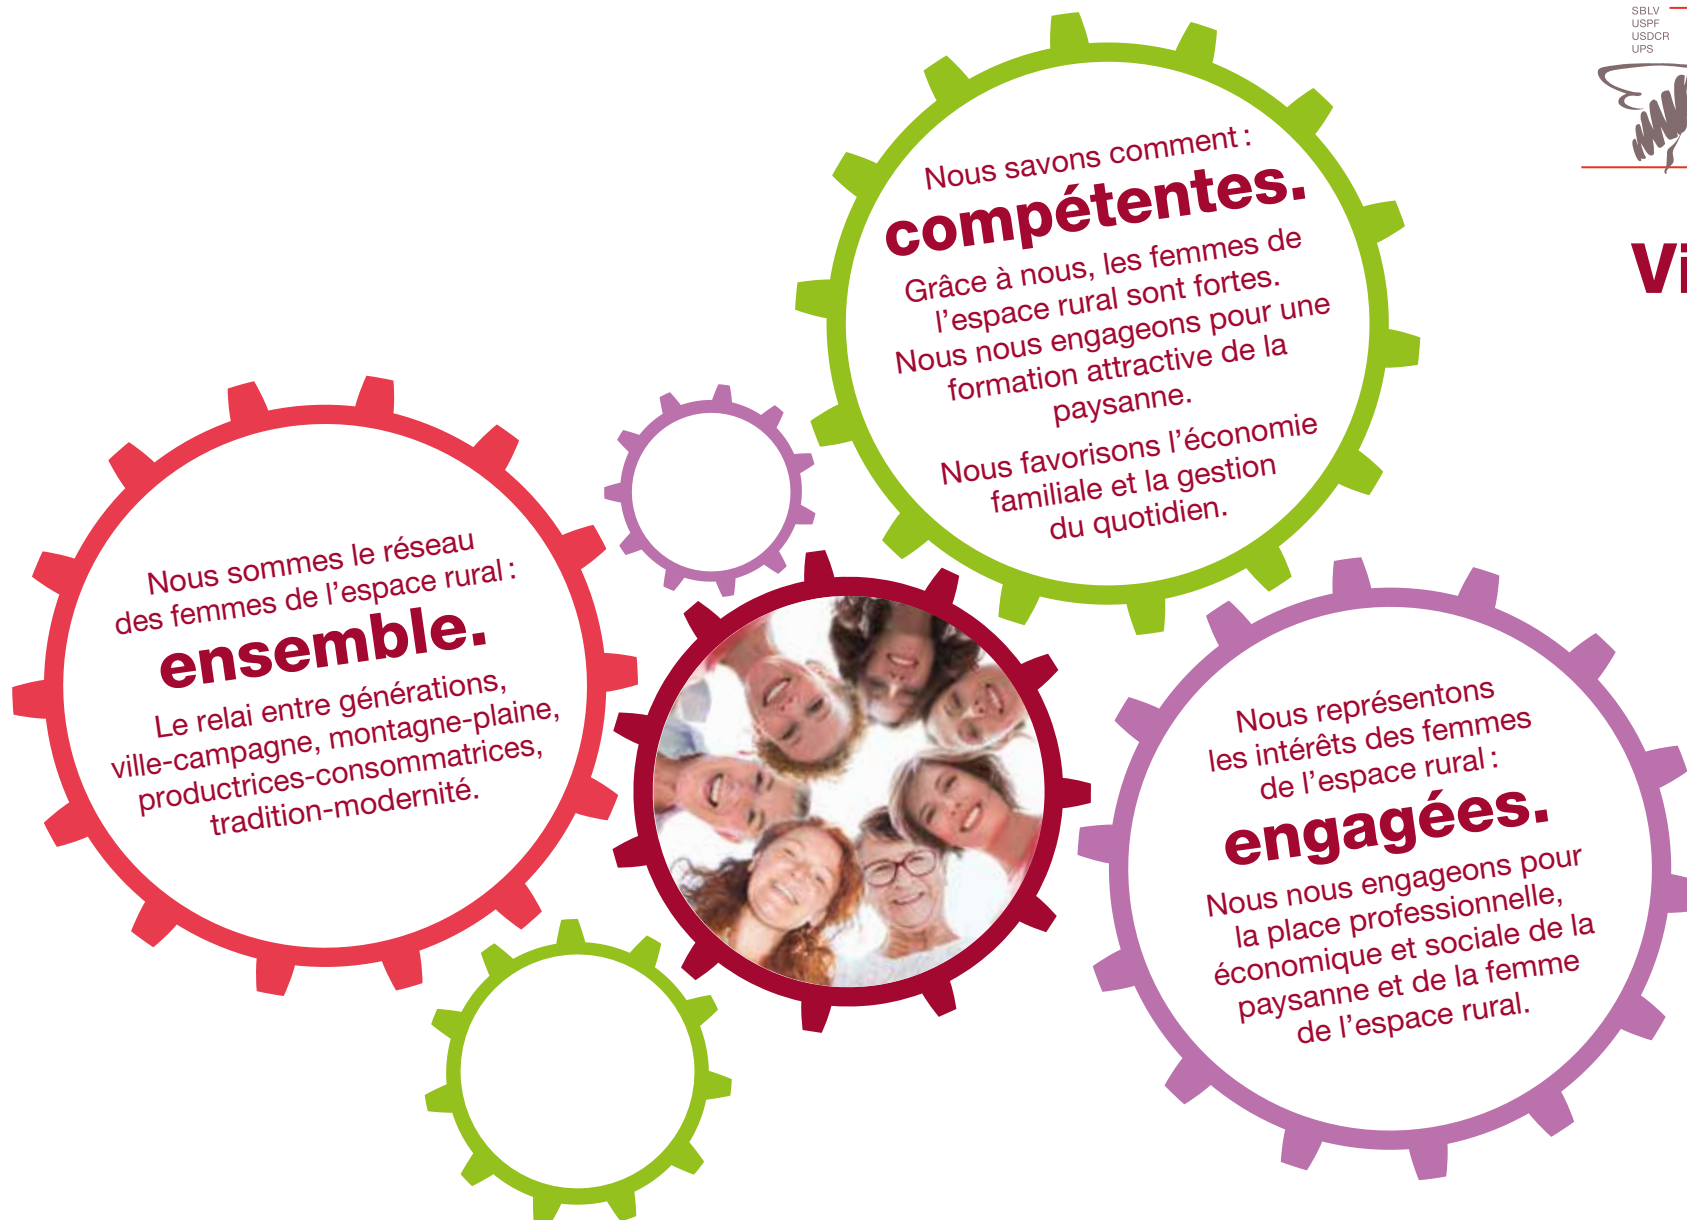 SBLV
USPF
USDCR
UPS
Nous savons comment :
compétentes.
Grâce à nous, les femmes de
l’espace rural sont fortes.
Nous nous engageons pour une
formation attractive de la
paysanne.
Nous favorisons l’économie
familiale et la gestion
du quotidien.
Nous sommes le réseau
des femmes de l’espace rural :
ensemble.
Le relai entre générations,
ville-campagne, montagne-plaine,
productrices-consommatrices,
tradition-modernité.
Nous représentons
les intérêts des femmes
de l’espace rural :
engagées.
Nous nous engageons pour
la place professionnelle,
économique et sociale de la
paysanne et de la femme
de l’espace rural.